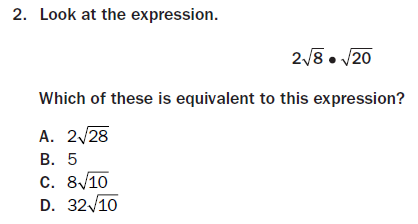 2. Look at the expression.
2√8 • √20
Which of these is equivalent to this expression?
A. 2√28
B. 5
C. 8√10
D. 32√10